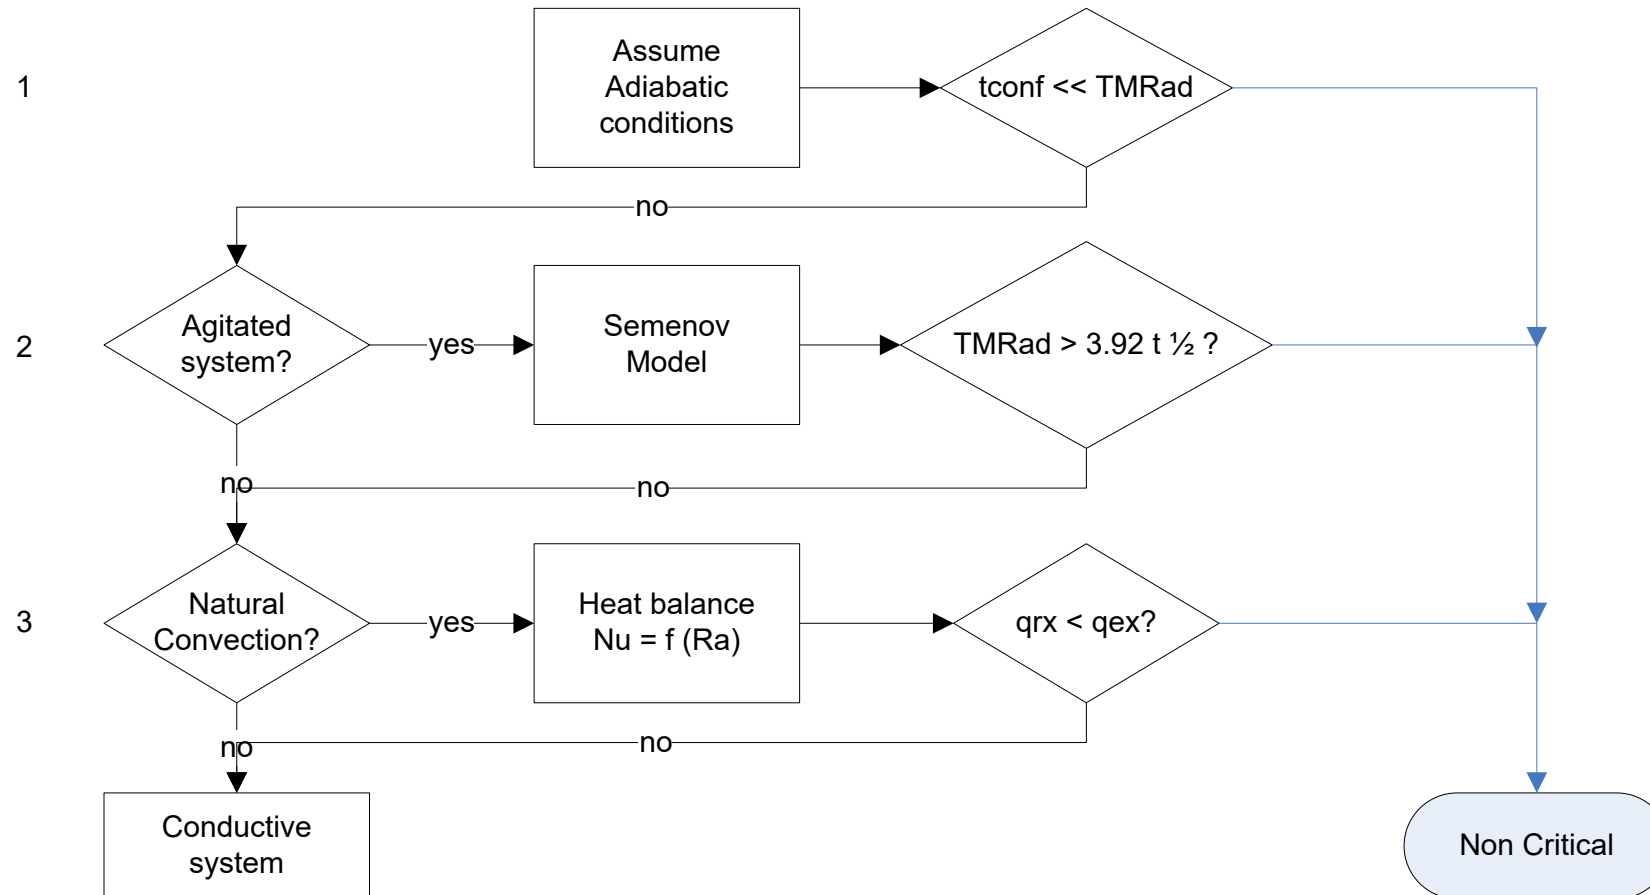 1
Assume
Adiabatic
conditions
tconf << TMRad
no
2
Agitated
system?
yes
Semenov
Model
TMRad > 3.92 t ½ ?
no
no
3
Natural
Convection?
yes
Heat balance
Nu = f (Ra)
qrx < qex?
no
no
Conductive
system
Non Critical